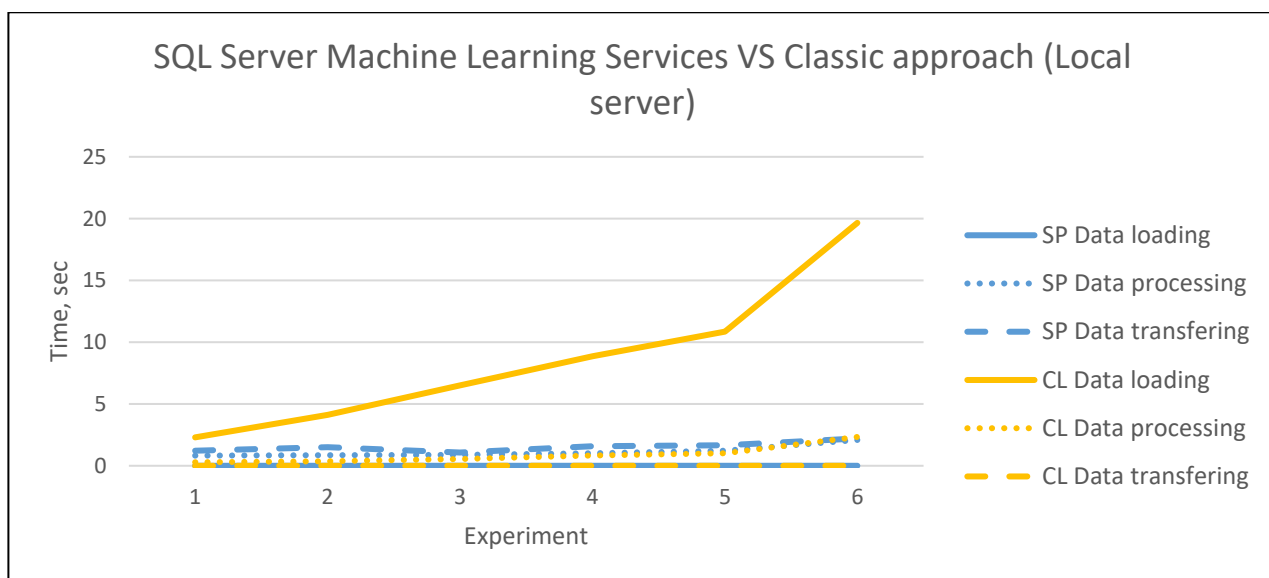 SQL Server Machine Learning Services VS Classic approach (Local
server)
25
20
15
10
5
0
Time, sec
1 2 3 4 5 6
Experiment
SP Data loading
SP Data processing
SP Data transfering
CL Data loading
CL Data processing
CL Data transfering